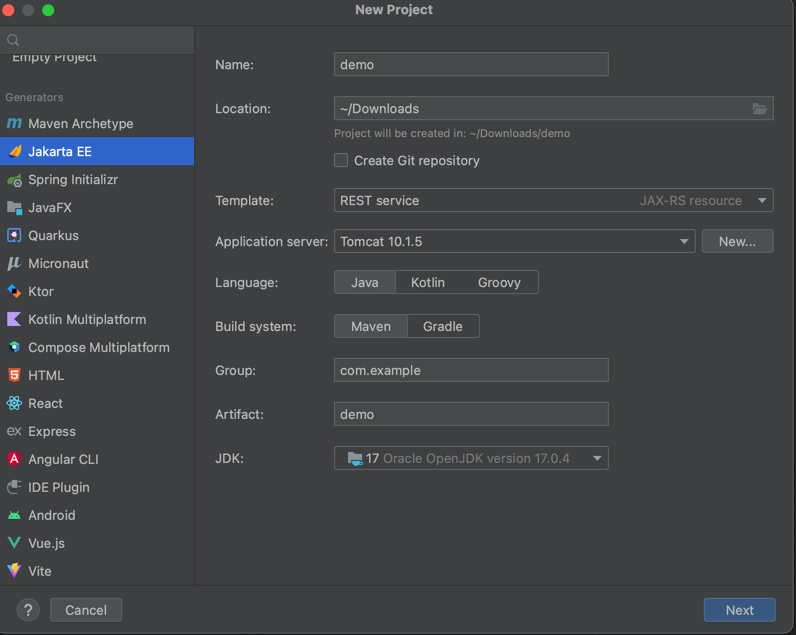 New Project
Empty Project
Generators
Maven Archetype
Jakarta EE
Spring Initializr
JavaFX
Quarkus
Micronaut
Ktor
Kotlin Multiplatform
Compose Multiplatform
HTML
React
ex Express
Angular CLI
IDE Plugin
Android
Vue.js
Vite
Name: demo
Location: ~/Downloads
Project will be created in: ~/Downloads/demo
Create Git repository
Template: REST service JAX-RS resource
Application server: Tomcat 10.1.5 New...
Language: Java Kotlin Groovy
Build system: Maven Gradle
Group: com.example
Artifact: demo
JDK: 17 Oracle OpenJDK version 17.0.4
? Cancel Next